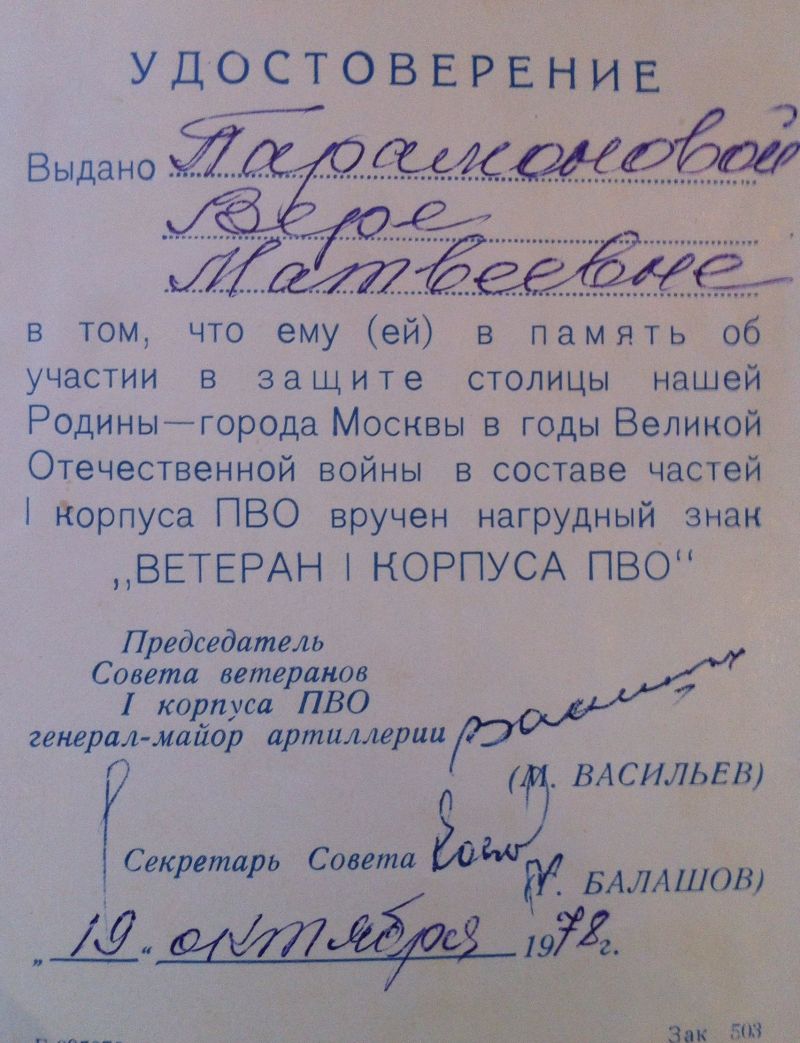 УДОСТОВЕРЕНИЕ
Выдано Парамоновой
Вере
Матвеевне
в том, что ему (ей) в память об
участии в защите столицы нашей
Родины—города Москвы в годы Великой
Отечественной войны в составе частей
I корпуса ПВО вручен нагрудный знак
„ВЕТЕРАН I КОРПУСА ПВО“
Председатель
Совета ветеранов
I корпуса ПВО
генерал-майор артиллерии
(М. ВАСИЛЬЕВ)
Секретарь Совета
БАЛАШОВ)
„19“ октября 1978 г.
Зак 503